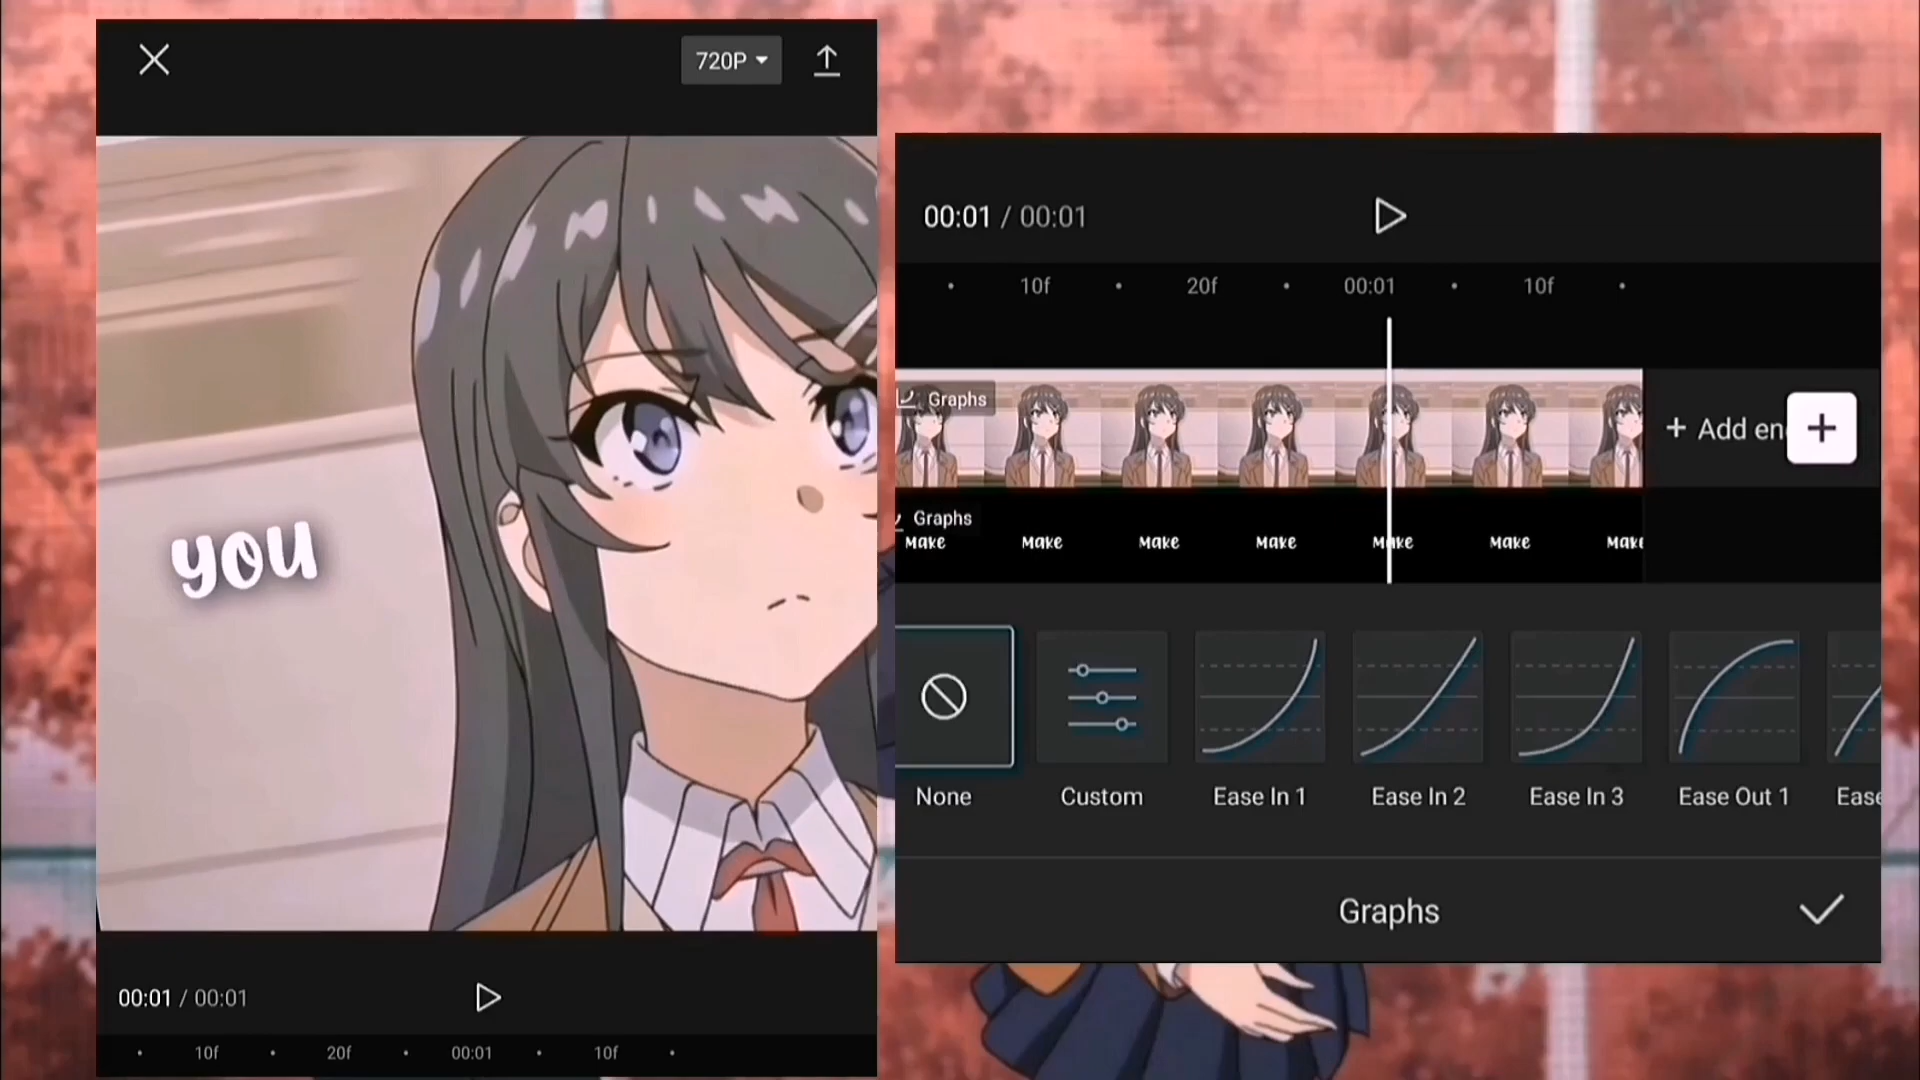 720P
you
00:01 / 00:01
10f 20f 00:01 10f
00:01 / 00:01
10f 20f 00:01 10f
Graphs
+ Add en
Graphs
Make Make Make Make Make Make Make
None Custom Ease In 1 Ease In 2 Ease In 3 Ease Out 1 Ease
Graphs